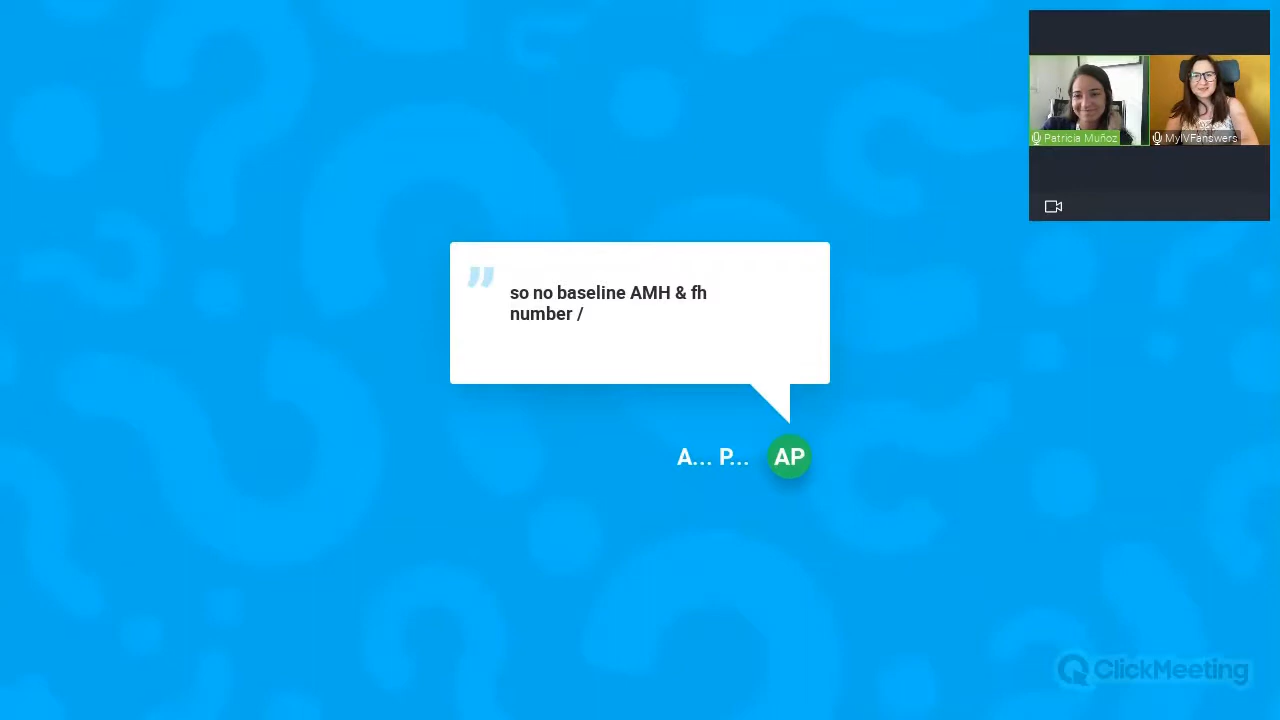 Patricia Muñoz
MyIVFanswers
so no baseline AMH & fh
number /
A... P...
AP
ClickMeeting